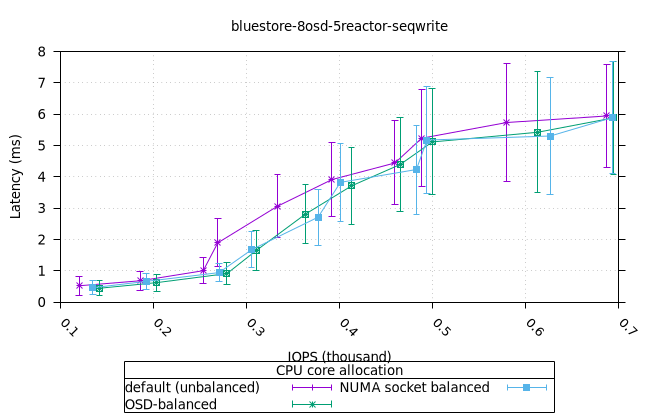 bluestore-8osd-5reactor-seqwrite
8
7
6
5
4
3
2
1
0
Latency (ms)
0.1 0.2 0.3 0.4 0.5 0.6 0.7
IOPS (thousand)
CPU core allocation
default (unbalanced) NUMA socket balanced
OSD-balanced